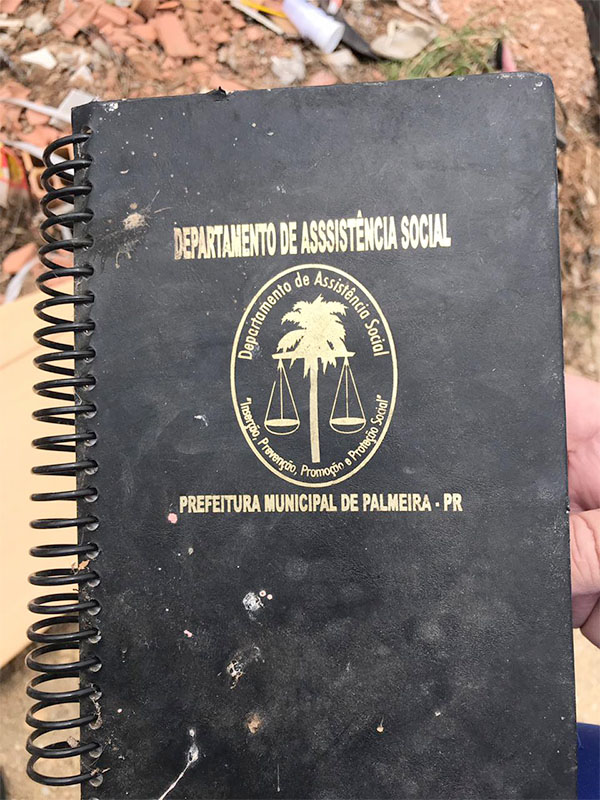 DEPARTAMENTO DE ASSSISTÊNCIA SOCIAL
Departamento de Assistência Social
"Inserção, Prevenção, Promoção e Proteção Social"
PREFEITURA MUNICIPAL DE PALMEIRA - PR